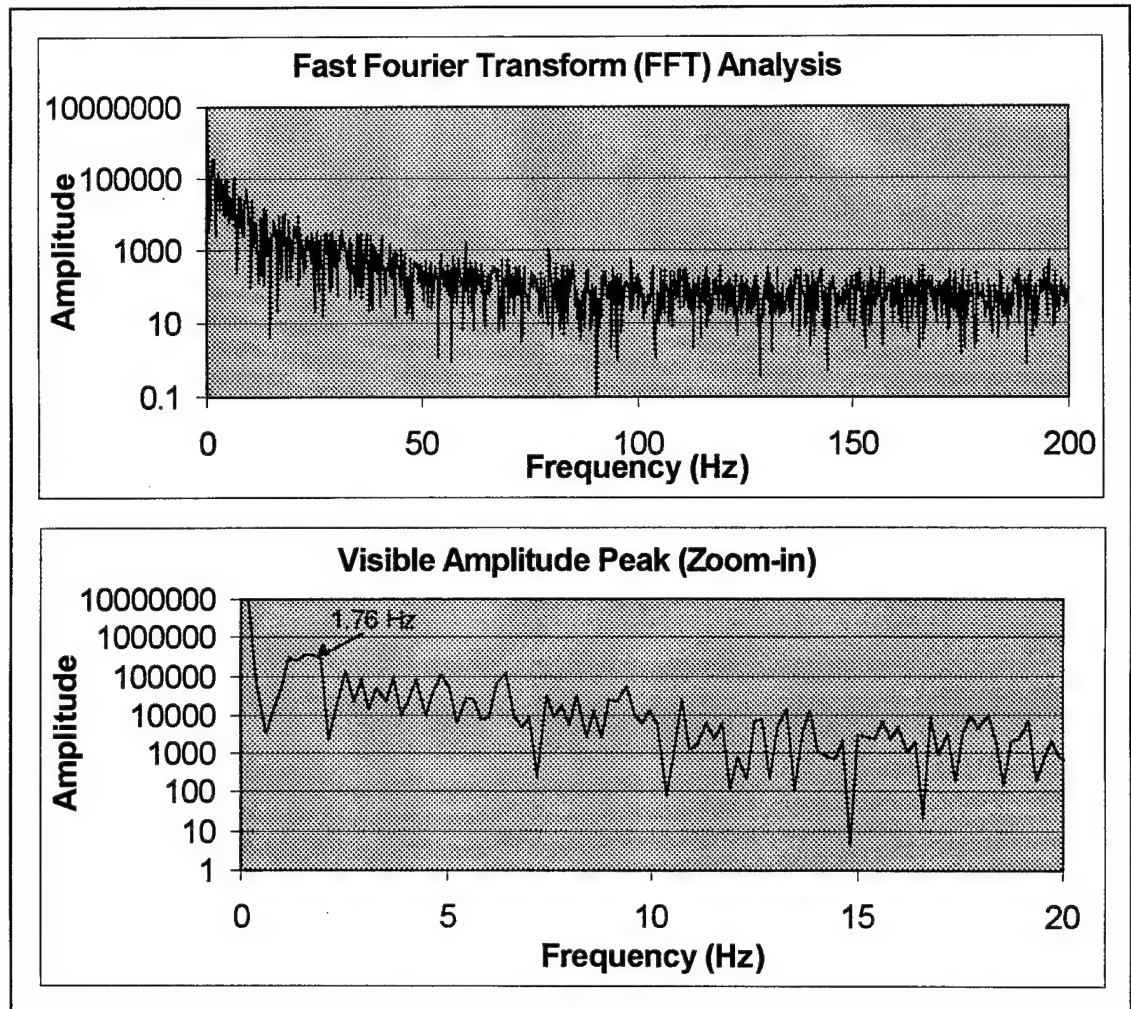 Fast Fourier Transform (FFT) Analysis
10000000
100000
1000
10
0.1
Amplitude
0 50 100 150 200
Frequency (Hz)
Visible Amplitude Peak (Zoom-in)
10000000
1000000
100000
10000
1000
100
10
1
1.76 Hz
Amplitude
0 5 10 15 20
Frequency (Hz)